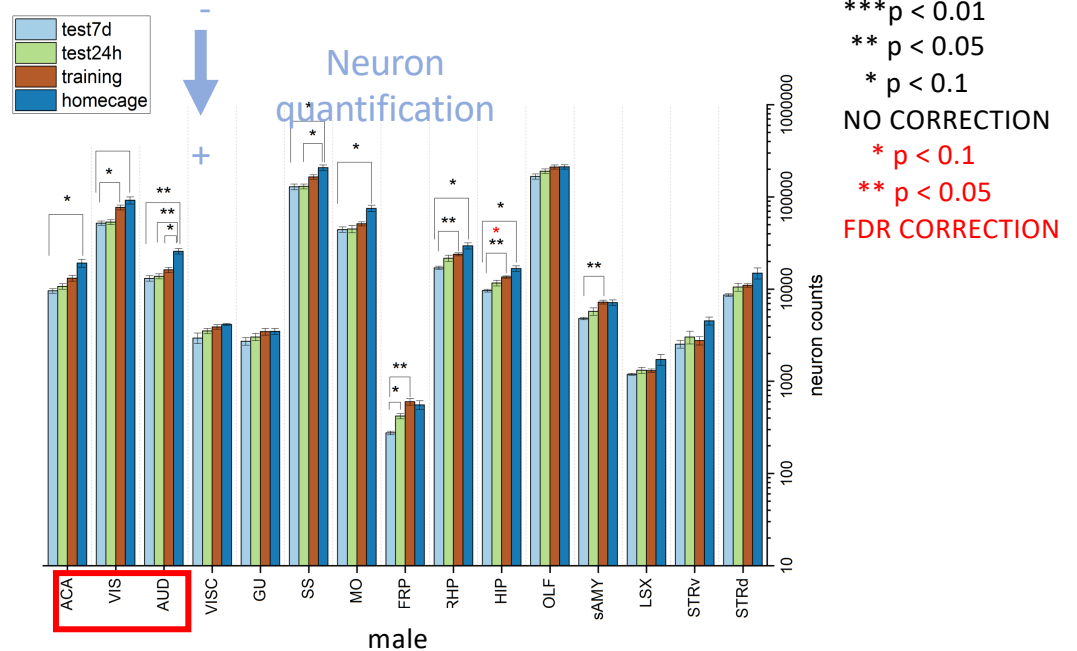 test7d
test24h
training
homecage
-
+
Neuron
quantification
***p < 0.01
** p < 0.05
* p < 0.1
NO CORRECTION
* p < 0.1
** p < 0.05
FDR CORRECTION
*
*
**
**
*
*
*
*
**
*
*
**
*
*
**
**
1000000
1000000
10000
1000
100
10
neuron counts
ACA
VIS
AUD
VISC
GU
SS
MO
FRP
RHP
HIP
OLF
sAMY
LSX
STRv
STRd
male